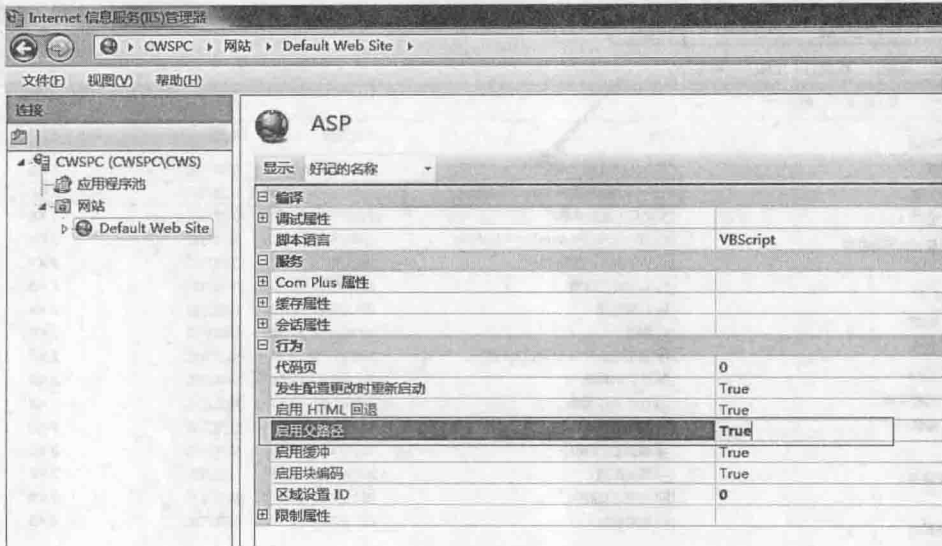 Internet 信息服务(IIS)管理器
CWSPC 网站 Default Web Site
文件(F) 视图(V) 帮助(H)
连接
CWSPC (CWSPC\CWS)
应用程序池
网站
Default Web Site
ASP
显示: 好记的名称
编译
调试属性
脚本语言 VBScript
服务
Com Plus 属性
缓存属性
会话属性
行为
代码页 0
发生配置更改时重新启动 True
启用 HTML 回退 True
启用父路径 True
启用缓冲 True
启用块编码 True
区域设置 ID 0
限制属性